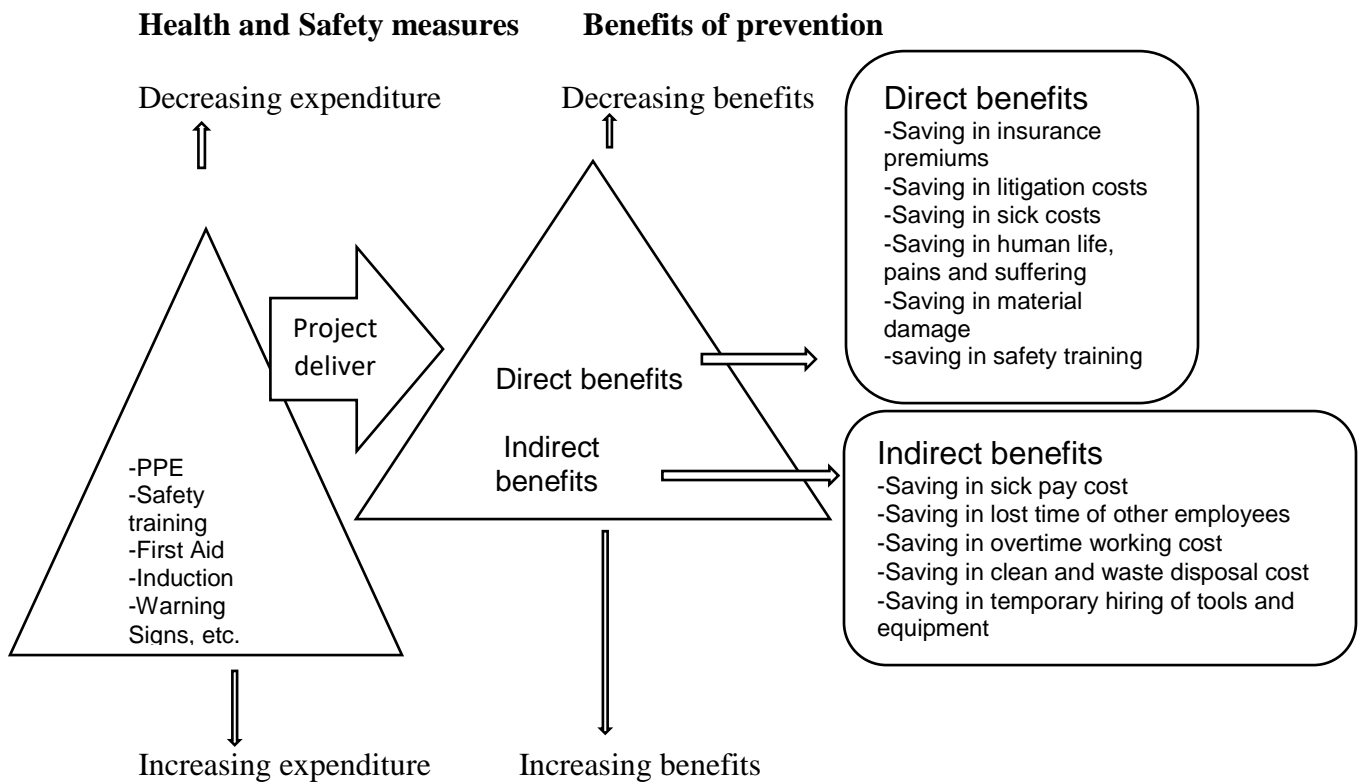 Health and Safety measures
Benefits of prevention
Decreasing expenditure
Decreasing benefits
Project
deliver
-PPE
-Safety
training
-First Aid
-Induction
-Warning
Signs, etc.
Direct benefits
Indirect
benefits
Direct benefits
-Saving in insurance
premiums
-Saving in litigation costs
-Saving in sick costs
-Saving in human life,
pains and suffering
-Saving in material
damage
-saving in safety training
Indirect benefits
-Saving in sick pay cost
-Saving in lost time of other employees
-Saving in overtime working cost
-Saving in clean and waste disposal cost
-Saving in temporary hiring of tools and
equipment
Increasing expenditure
Increasing benefits